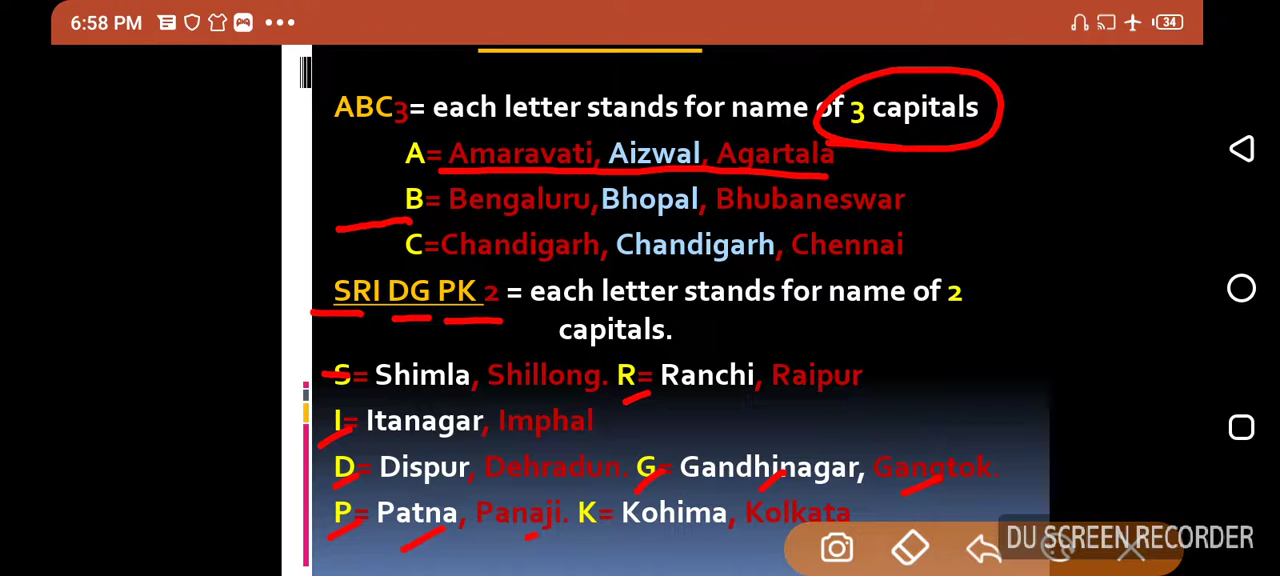 6:58 PM 34
ABC3= each letter stands for name of 3 capitals
A= Amaravati, Aizwal, Agartala
B= Bengaluru,Bhopal, Bhubaneswar
C=Chandigarh, Chandigarh, Chennai
SRI DG PK 2 = each letter stands for name of 2
capitals.
S= Shimla, Shillong. R= Ranchi, Raipur
I= Itanagar, Imphal
D= Dispur, Dehradun. G= Gandhinagar, Gangtok.
P= Patna, Panaji. K= Kohima, Kolkata
DU SCREEN RECORDER